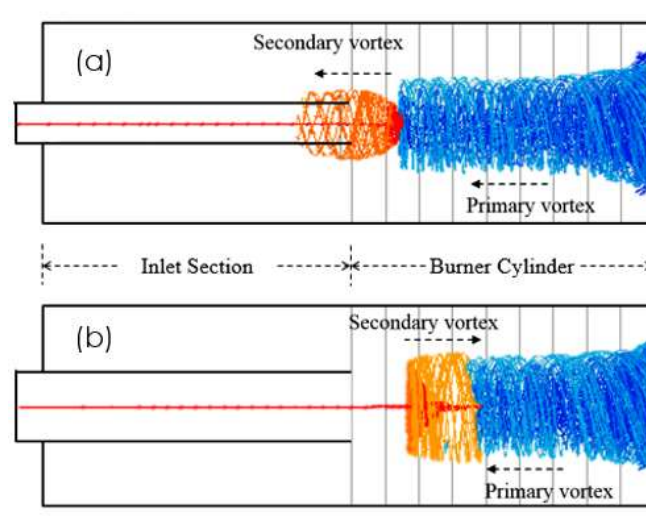 Secondary vortex
(a)
Primary vortex
Inlet Section
Burner Cylinder
Secondary vortex
(b)
Primary vortex